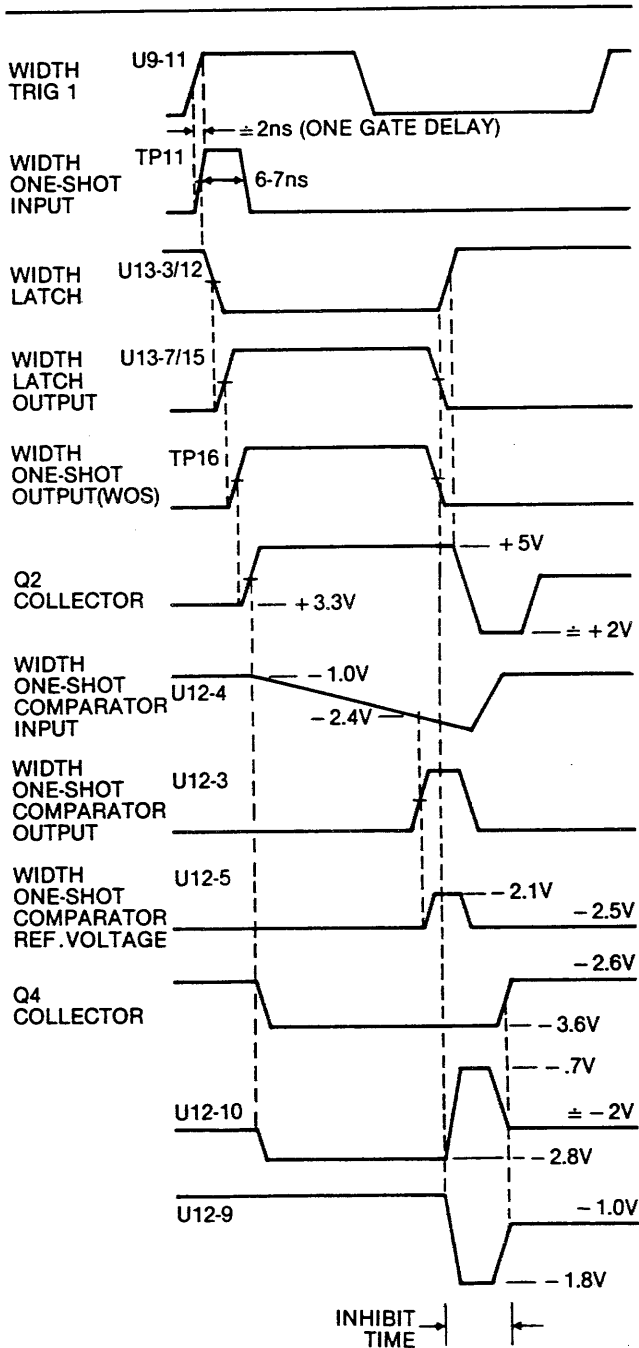 WIDTH
TRIG 1
U9-11
≐2ns (ONE GATE DELAY)
WIDTH
ONE-SHOT
INPUT
TP11
6-7ns
WIDTH
LATCH
U13-3/12
WIDTH
LATCH
OUTPUT
U13-7/15
WIDTH
ONE-SHOT
OUTPUT(WOS)
TP16
Q2
COLLECTOR
+5V
+3.3V
≐+2V
WIDTH
ONE-SHOT
COMPARATOR
INPUT
U12-4
-1.0V
-2.4V
WIDTH
ONE-SHOT
COMPARATOR
OUTPUT
U12-3
WIDTH
ONE-SHOT
COMPARATOR
REF.VOLTAGE
U12-5
-2.1V
-2.5V
Q4
COLLECTOR
-2.6V
-3.6V
U12-10
-.7V
≐-2V
-2.8V
U12-9
-1.0V
-1.8V
INHIBIT
TIME